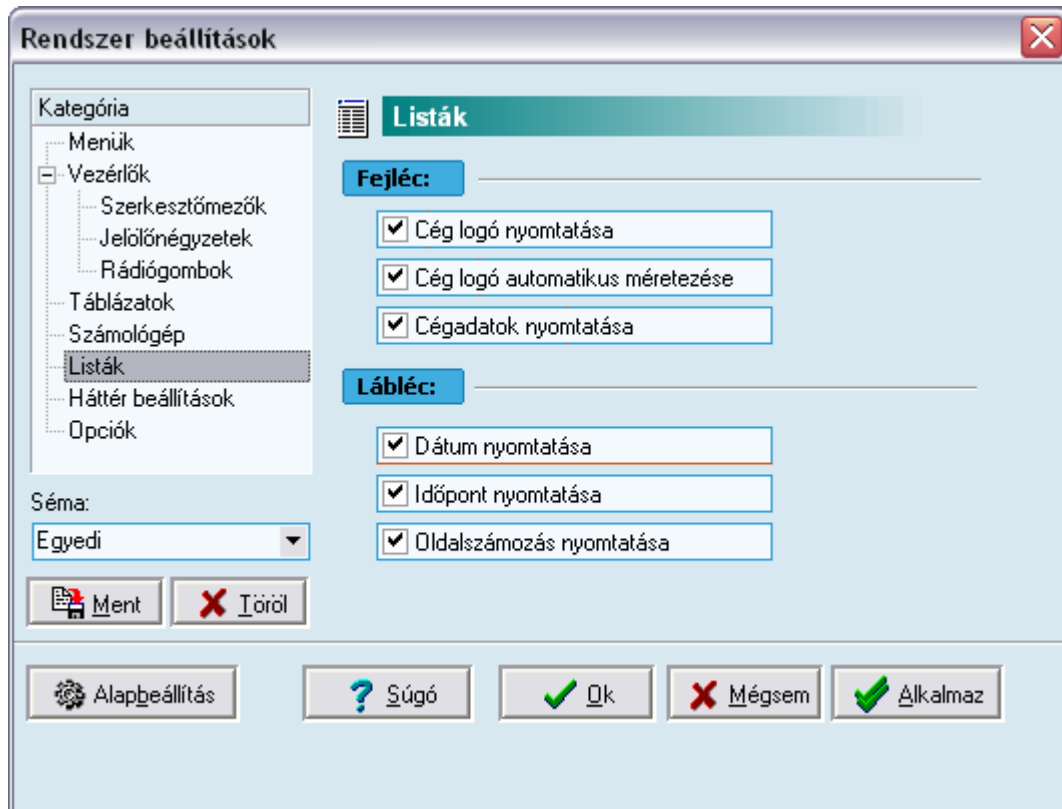 Rendszer beállítások
Kategória
Menük
Vezérlők
Szerkesztőmezők
Jelölőnégyzetek
Rádiógombok
Táblázatok
Számológép
Listák
Háttér beállítások
Opciók
Séma:
Egyedi
Ment
Töröl
Listák
Fejléc:
Cég logó nyomtatása
Cég logó automatikus méretezése
Cégadatok nyomtatása
Lábléc:
Dátum nyomtatása
Időpont nyomtatása
Oldalszámozás nyomtatása
Alapbeállítás
Súgó
Ok
Mégsem
Alkalmaz